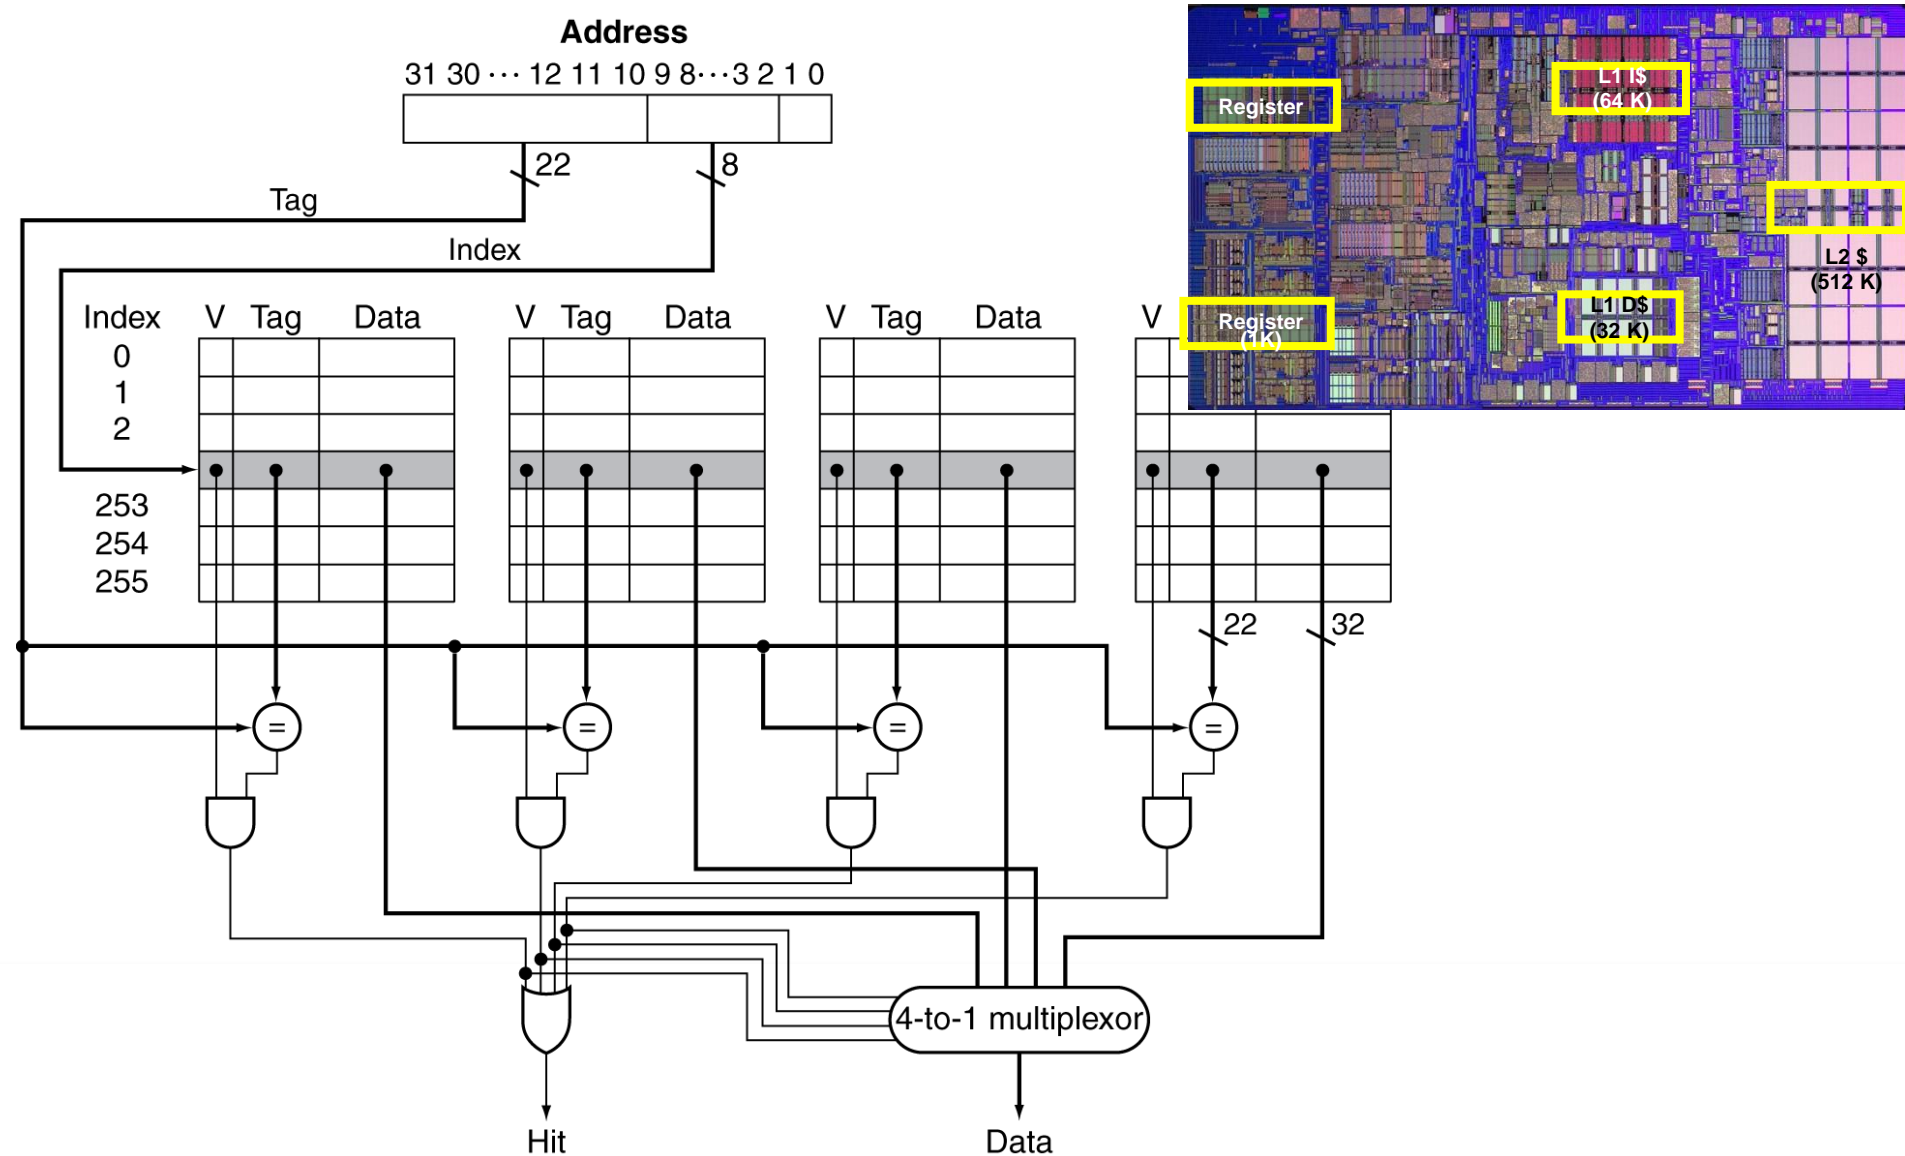 Address
31 30 ··· 12 11 10 9 8···3 2 1 0
22
8
Tag
Index
Index V Tag Data V Tag Data V Tag Data V
0
1
2
253
254
255
22 32
= = = =
4-to-1 multiplexor
Hit Data
Register
L1 I$
(64 K)
L2 $
(512 K)
Register
(1K)
L1 D$
(32 K)